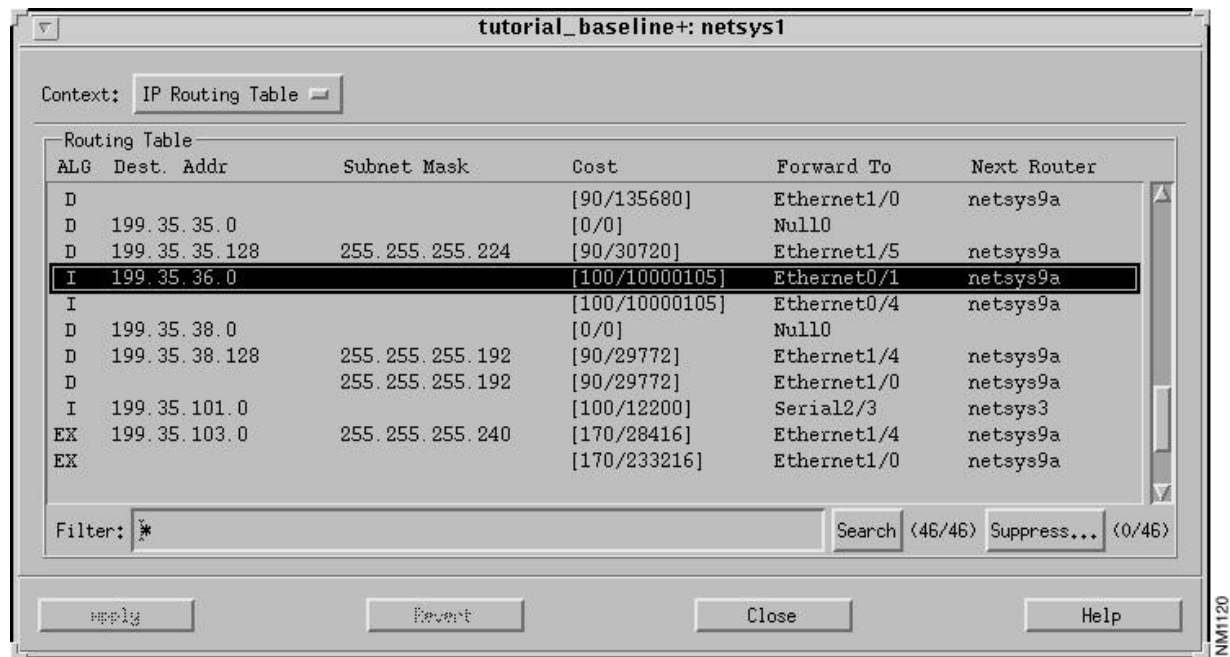 tutorial_baseline+: netsys1
Context: IP Routing Table
Routing Table
ALG Dest. Addr Subnet Mask Cost Forward To Next Router
D [90/135680] Ethernet1/0 netsys9a
D 199.35.35.0 [0/0] Null0
D 199.35.35.128 255.255.255.224 [90/30720] Ethernet1/5 netsys9a
I 199.35.36.0 [100/10000105] Ethernet0/1 netsys9a
I [100/10000105] Ethernet0/4 netsys9a
D 199.35.38.0 [0/0] Null0
D 199.35.38.128 255.255.255.192 [90/29772] Ethernet1/4 netsys9a
D 255.255.255.192 [90/29772] Ethernet1/0 netsys9a
I 199.35.101.0 [100/12200] Serial2/3 netsys3
EX 199.35.103.0 255.255.255.240 [170/28416] Ethernet1/4 netsys9a
EX [170/233216] Ethernet1/0 netsys9a
Filter: * Search (46/46) Suppress... (0/46)
Apply Revert Close Help
NM1120